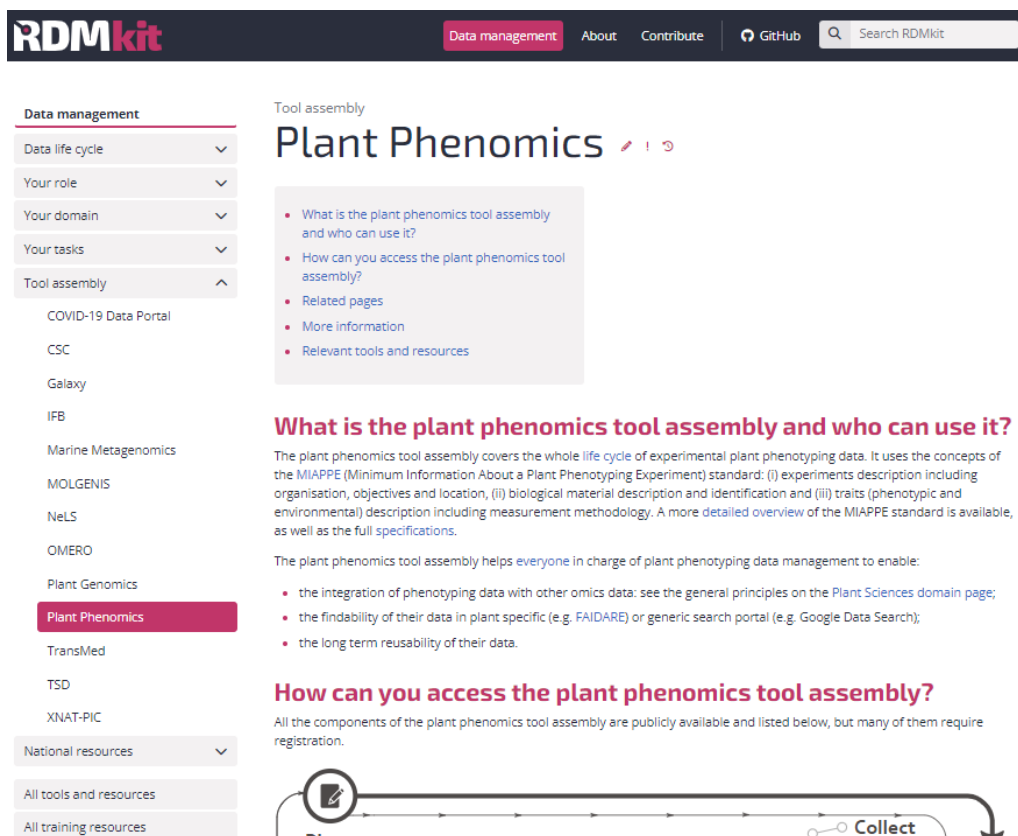 RDMkit
Data management
About
Contribute
GitHub
Search RDMkit
Data management
Data life cycle
Your role
Your domain
Your tasks
Tool assembly
COVID-19 Data Portal
CSC
Galaxy
IFB
Marine Metagenomics
MOLGENIS
NeLS
OMERO
Plant Genomics
Plant Phenomics
TransMed
TSD
XNAT-PIC
National resources
All tools and resources
All training resources
Tool assembly
Plant Phenomics
What is the plant phenomics tool assembly
and who can use it?
How can you access the plant phenomics tool
assembly?
Related pages
More information
Relevant tools and resources
What is the plant phenomics tool assembly and who can use it?
The plant phenomics tool assembly covers the whole life cycle of experimental plant phenotyping data. It uses the concepts of
the MIAPPE (Minimum Information About a Plant Phenotyping Experiment) standard: (i) experiments description including
organisation, objectives and location, (ii) biological material description and identification and (iii) traits (phenotypic and
environmental) description including measurement methodology. A more detailed overview of the MIAPPE standard is available,
as well as the full specifications.
The plant phenomics tool assembly helps everyone in charge of plant phenotyping data management to enable:
the integration of phenotyping data with other omics data: see the general principles on the Plant Sciences domain page;
the findability of their data in plant specific (e.g. FAIDARE) or generic search portal (e.g. Google Data Search);
the long term reusability of their data.
How can you access the plant phenomics tool assembly?
All the components of the plant phenomics tool assembly are publicly available and listed below, but many of them require
registration.
Collect